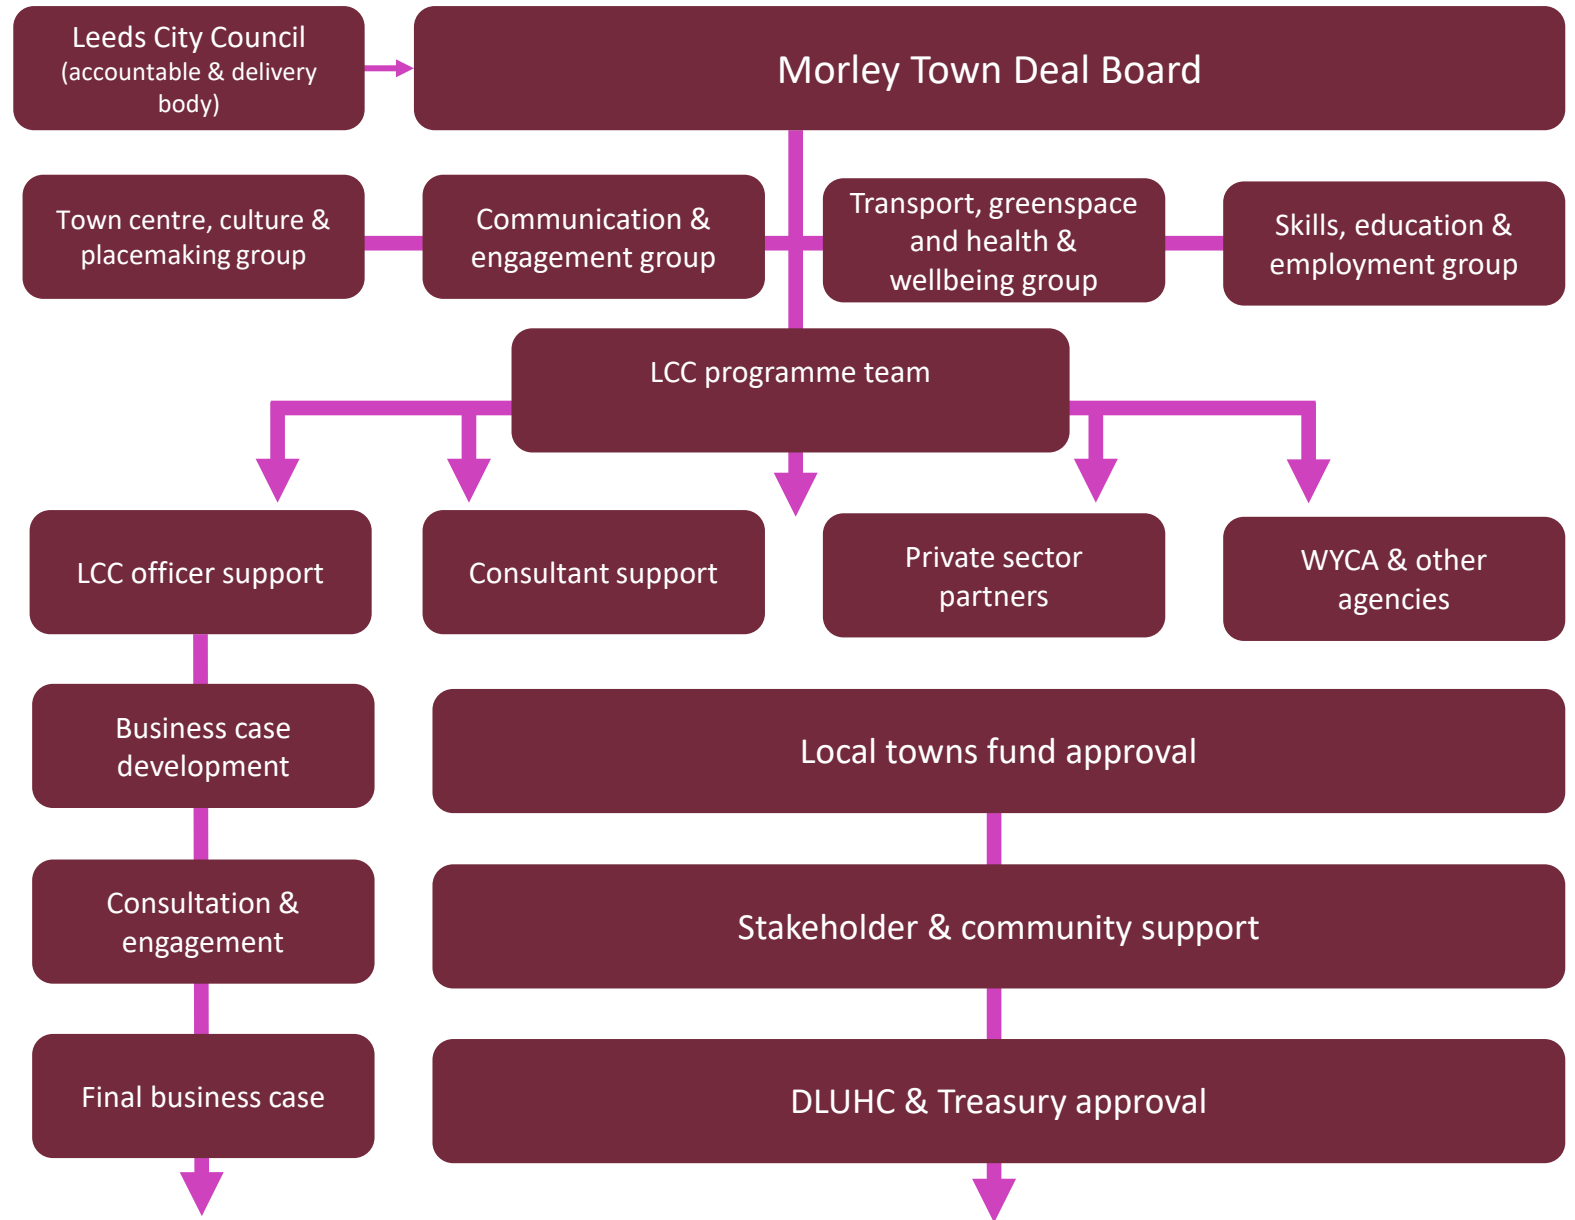 Leeds City Council
(accountable & delivery
body)
Morley Town Deal Board
Town centre, culture &
placemaking group
Communication &
engagement group
Transport, greenspace
and health &
wellbeing group
Skills, education &
employment group
LCC programme team
LCC officer support
Consultant support
Private sector
partners
WYCA & other
agencies
Business case
development
Local towns fund approval
Consultation &
engagement
Stakeholder & community support
Final business case
DLUHC & Treasury approval